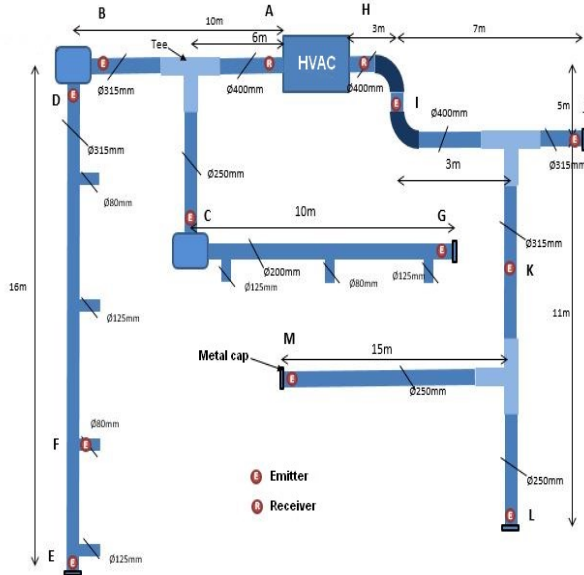 B
10m
A
H
3m
7m
6m
Tee
HVAC
R
R
E
Ø315mm
Ø400mm
Ø400mm
E
I
5m
D
E
Ø400mm
E
Ø315mm
Ø315mm
Ø250mm
3m
Ø80mm
E
C
10m
G
Ø315mm
E
Ø200mm
E
K
16m
Ø125mm
Ø80mm
Ø125mm
11m
Ø125mm
M
15m
Metal cap
E
Ø250mm
Ø80mm
F
E
E Emitter
Ø250mm
R Receiver
E
L
E
E
Ø125mm